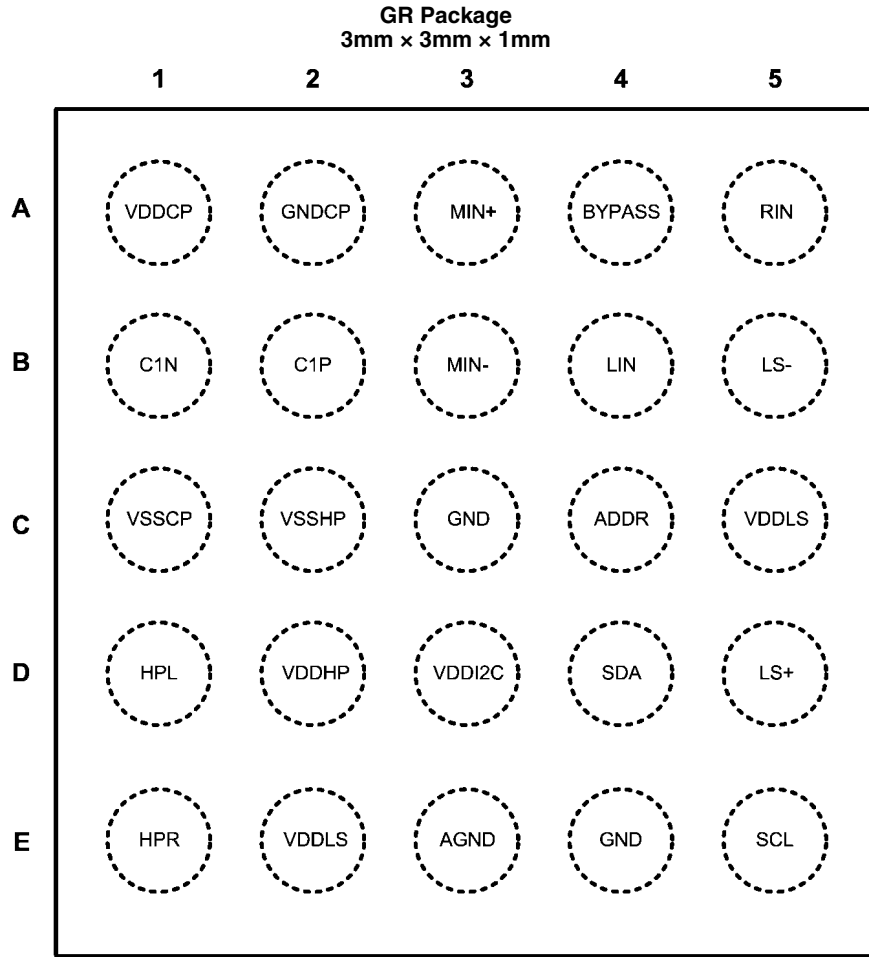 GR Package
3mm × 3mm × 1mm
1 2 3 4 5
A VDDCP GNDCP MIN+ BYPASS RIN
B C1N C1P MIN- LIN LS-
C VSSCP VSSHP GND ADDR VDDLS
D HPL VDDHP VDDI2C SDA LS+
E HPR VDDLS AGND GND SCL